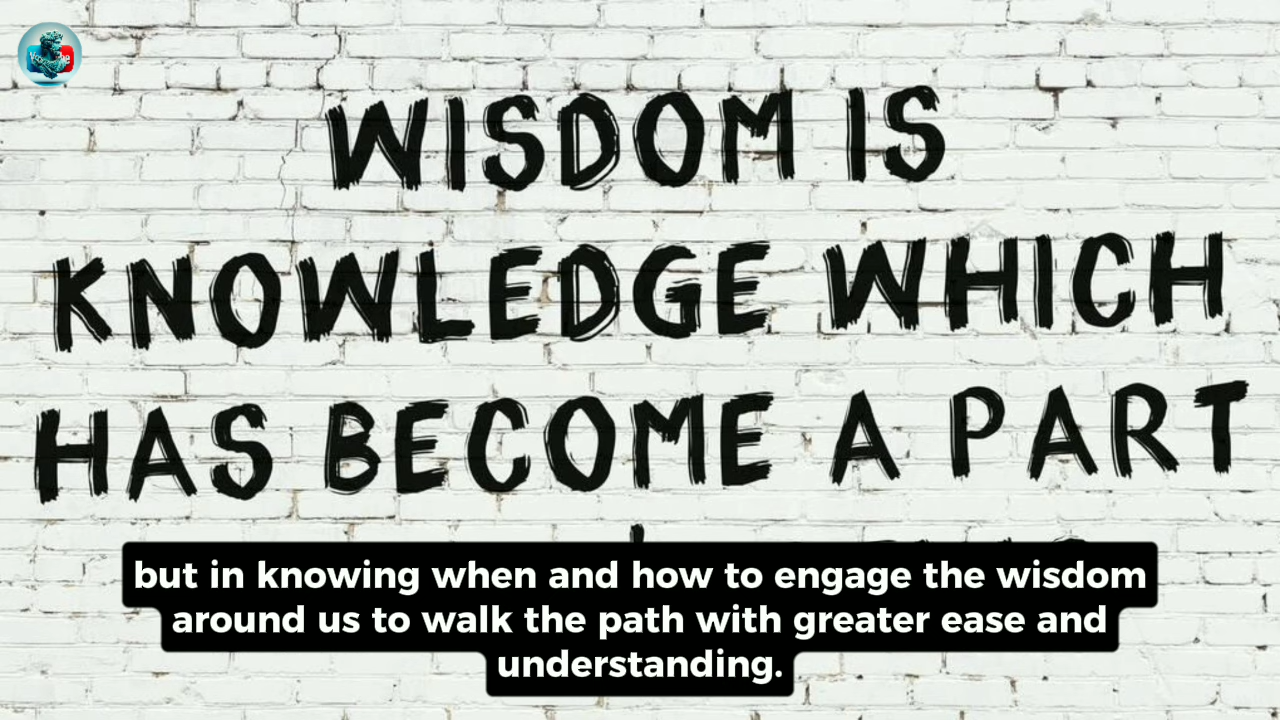 WISDOM IS
KNOWLEDGE WHICH
HAS BECOME A PART
but in knowing when and how to engage the wisdom
around us to walk the path with greater ease and
understanding.